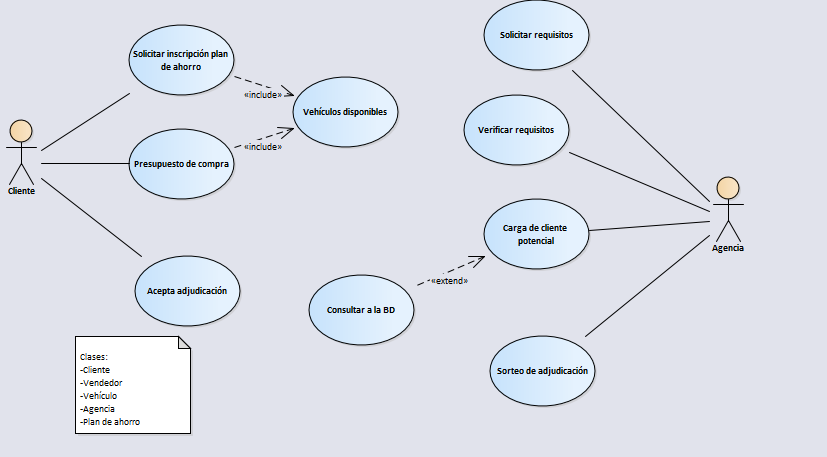 Solicitar inscripción plan
de ahorro
«include»
Vehículos disponibles
Presupuesto de compra
«include»
Cliente
Acepta adjudicación
Clases:
-Cliente
-Vendedor
-Vehículo
-Agencia
-Plan de ahorro
Solicitar requisitos
Verificar requisitos
Carga de cliente
potencial
Agencia
«extend»
Consultar a la BD
Sorteo de adjudicación